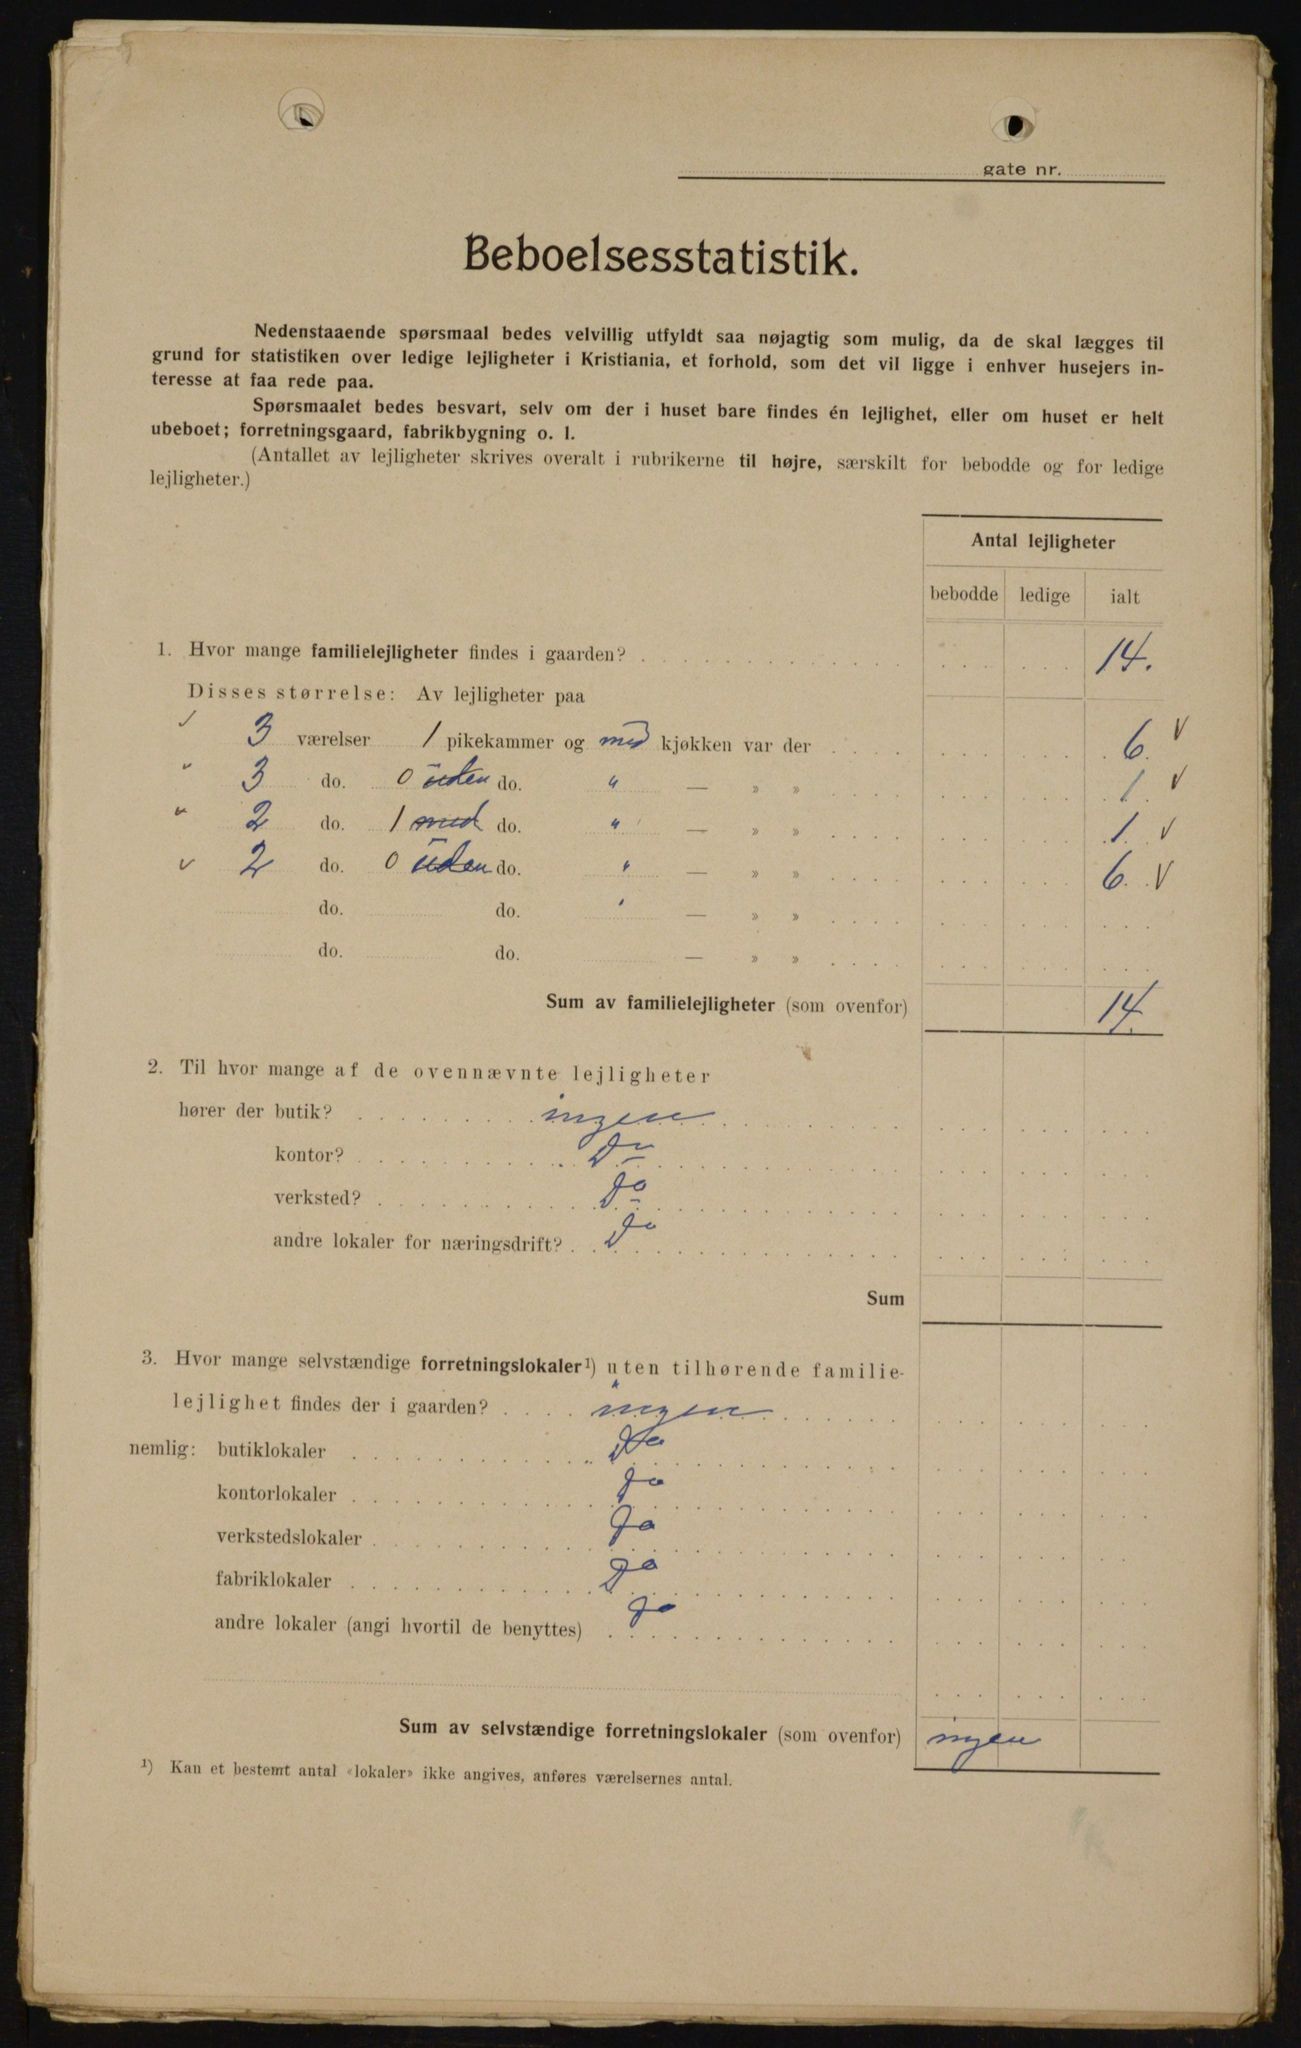 gate nr.
Beboelsesstatistik.
Nedenstaaende spørsmaal bedes velvillig utfyldt saa nøjagtig som mulig, da de skal lægges til
grund for statistiken over ledige lejligheter i Kristiania, et forhold, som det vil ligge i enhver husejers in-
teresse at faa rede paa.
Spørsmaalet bedes besvart, selv om der i huset bare findes én lejlighet, eller om huset er helt
ubeboet; forretningsgaard, fabrikbygning o. l.
(Antallet av lejligheter skrives overalt i rubrikerne til højre, særskilt for bebodde og for ledige
lejligheter.)
Antal lejligheter
bebodde ledige ialt
1. Hvor mange familielejligheter findes i gaarden? 14.
Disses størrelse: Av lejligheter paa
✓ 3 værelser 1 pikekammer og med kjøkken var der 6. ✓
" 3 do. 0 uden do. " — » » 1. ✓
" 2 do. 1 med do. " — » » 1. ✓
✓ 2 do. 0 uden do. " — » » 6. ✓
do. do. ' — » »
do. do. — » »
Sum av familielejligheter (som ovenfor) 14.
2. Til hvor mange af de ovennævnte lejligheter
hører der butik? ingen
kontor? Do
verksted? Do
andre lokaler for næringsdrift? Do
Sum
3. Hvor mange selvstændige forretningslokaler¹) uten tilhørende familie-
lejlighet findes der i gaarden? ingen
nemlig: butiklokaler Do
kontorlokaler Do
verkstedslokaler Do
fabriklokaler Do
andre lokaler (angi hvortil de benyttes) Do
Sum av selvstændige forretningslokaler (som ovenfor) ingen
¹) Kan et bestemt antal «lokaler» ikke angives, anføres værelsernes antal.